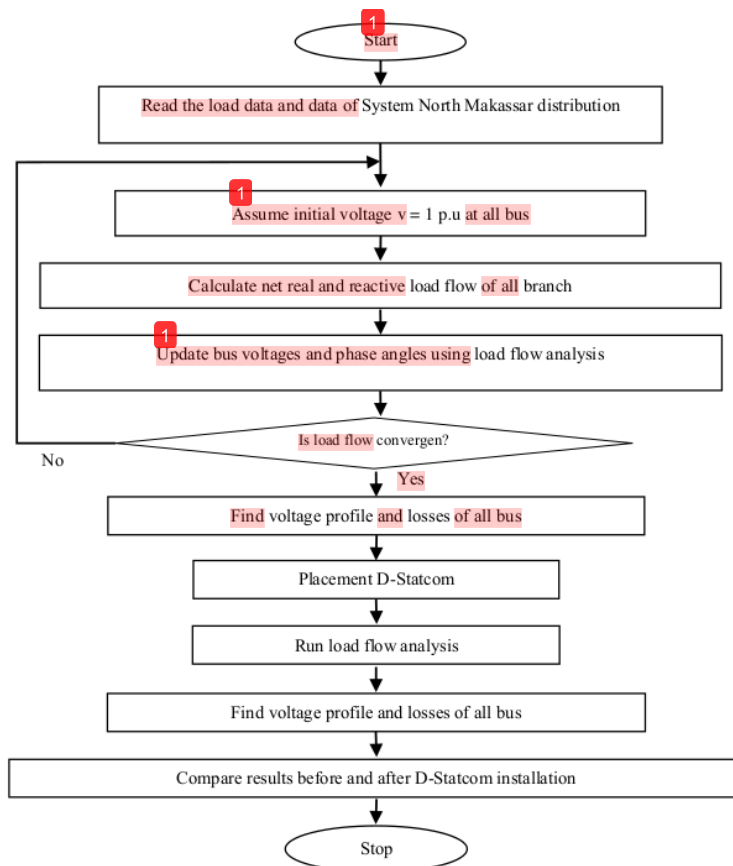 1
Start
Read the load data and data of System North Makassar distribution
1
Assume initial voltage v = 1 p.u at all bus
Calculate net real and reactive load flow of all branch
1
Update bus voltages and phase angles using load flow analysis
Is load flow convergen?
No
Yes
Find voltage profile and losses of all bus
Placement D-Statcom
Run load flow analysis
Find voltage profile and losses of all bus
Compare results before and after D-Statcom installation
Stop